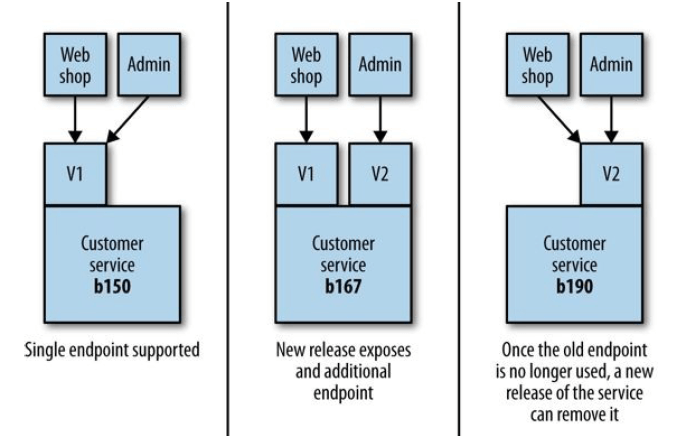 Web
shop
Admin
V1
Customer
service
b150
Single endpoint supported
Web
shop
Admin
V1
V2
Customer
service
b167
New release exposes
and additional
endpoint
Web
shop
Admin
V2
Customer
service
b190
Once the old endpoint
is no longer used, a new
release of the service
can remove it